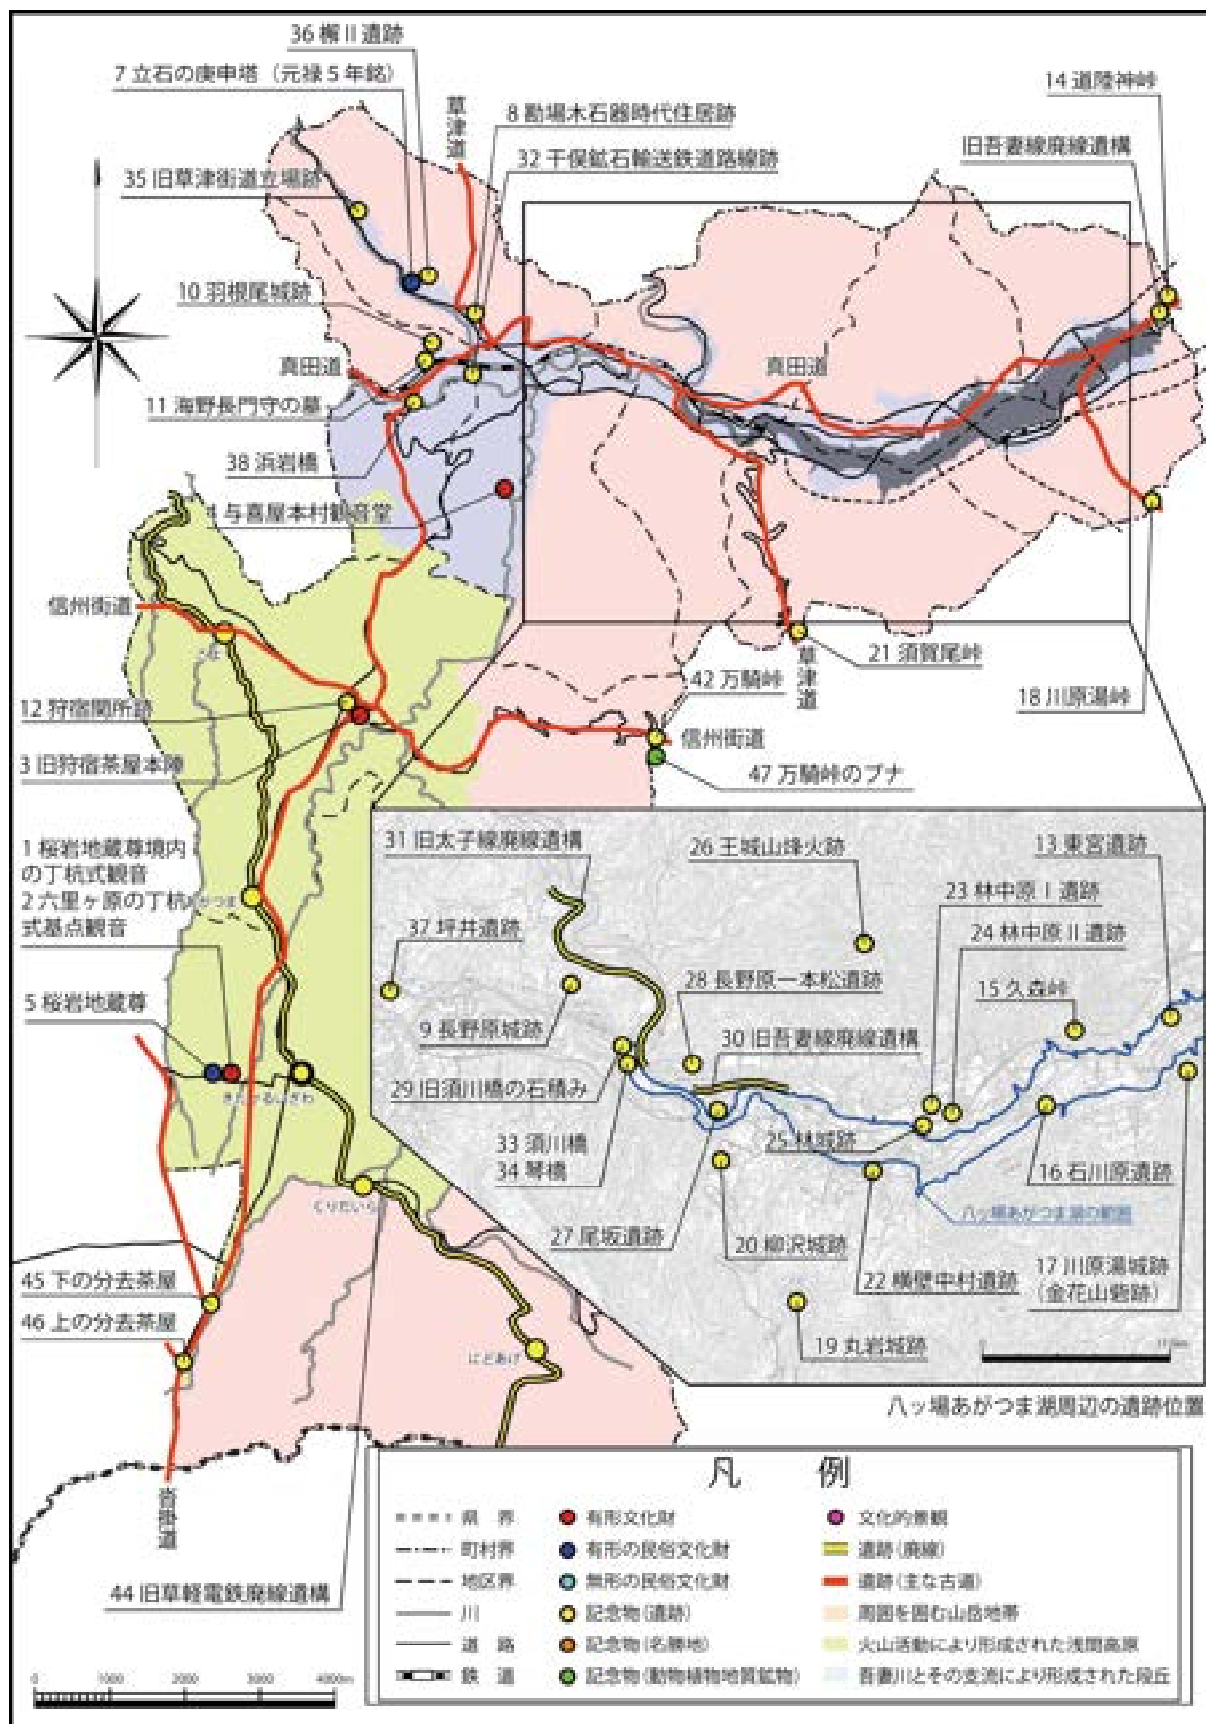 36 橳Ⅱ遺跡
7 立石の庚申塔（元禄5年銘）
草津道
8 勘場木石器時代住居跡
32 干俣鉱石輸送鉄道路線跡
35 旧草津街道立場跡
14 道陸神峠
旧吾妻線廃線遺構
10 羽根尾城跡
真田道
真田道
11 海野長門守の墓
38 浜岩橋
4 与喜屋本村観音堂
信州街道
12 狩宿関所跡
3 旧狩宿茶屋本陣
42 万騎峠
信州街道
47 万騎峠のブナ
草津道
21 須賀尾峠
18 川原湯峠
1 桜岩地蔵尊境内
の丁杭式観音
2 六里ヶ原の丁杭
式基点観音
5 桜岩地蔵尊
くりたいら
にどあげ
45 下の分去茶屋
46 上の分去茶屋
沓掛道
44 旧草軽電鉄廃線遺構
31 旧太子線廃線遺構
26 王城山烽火跡
13 東宮遺跡
23 林中原Ⅰ遺跡
24 林中原Ⅱ遺跡
37 坪井遺跡
28 長野原一本松遺跡
15 久森峠
9 長野原城跡
30 旧吾妻線廃線遺構
29 旧須川橋の石積み
33 須川橋
34 琴橋
25 林城跡
16 石川原遺跡
八ッ場あがつま湖の範囲
27 尾坂遺跡
20 柳沢城跡
22 横壁中村遺跡
17 川原湯城跡
(金花山砦跡)
19 丸岩城跡
八ッ場あがつま湖周辺の遺跡位置
凡 例
県 界
町村界
地区界
川
道 路
鉄 道
有形文化財
有形の民俗文化財
無形の民俗文化財
記念物(遺跡)
記念物(名勝地)
記念物(動物植物地質鉱物)
文化的景観
遺跡(廃線)
遺跡(主な古道)
周囲を囲む山岳地帯
火山活動により形成された浅間高原
吾妻川とその支流により形成された段丘
0 1000 2000 3000 4000m